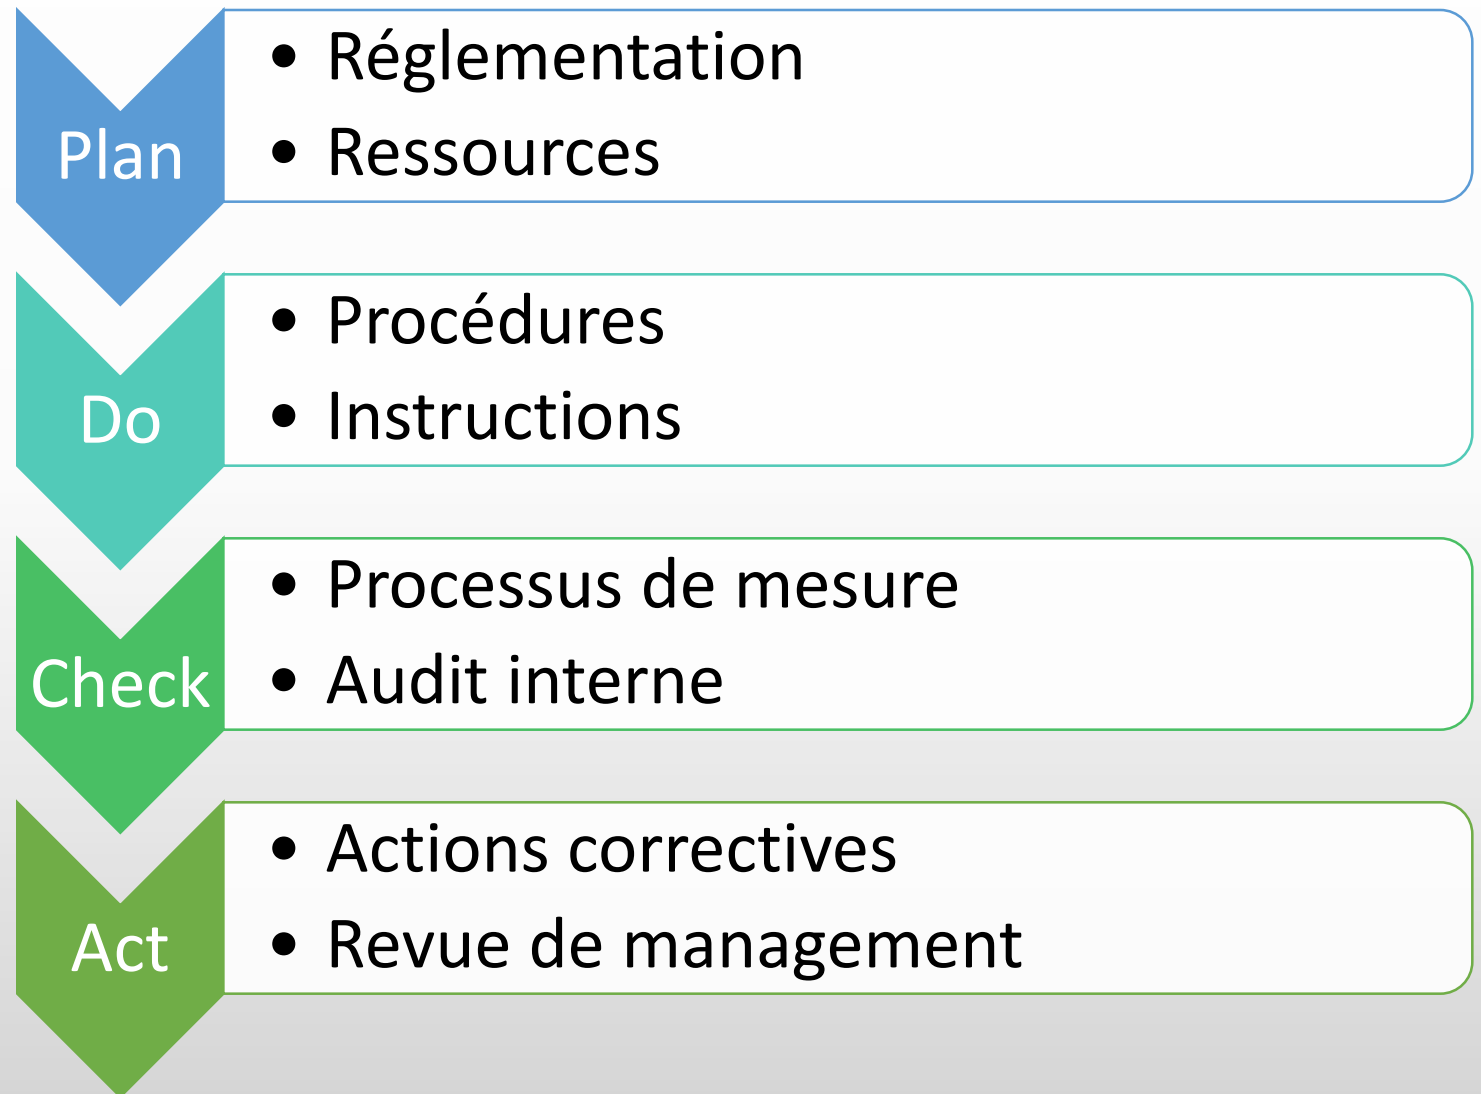 Plan
• Réglementation
• Ressources
Do
• Procédures
• Instructions
Check
• Processus de mesure
• Audit interne
Act
• Actions correctives
• Revue de management